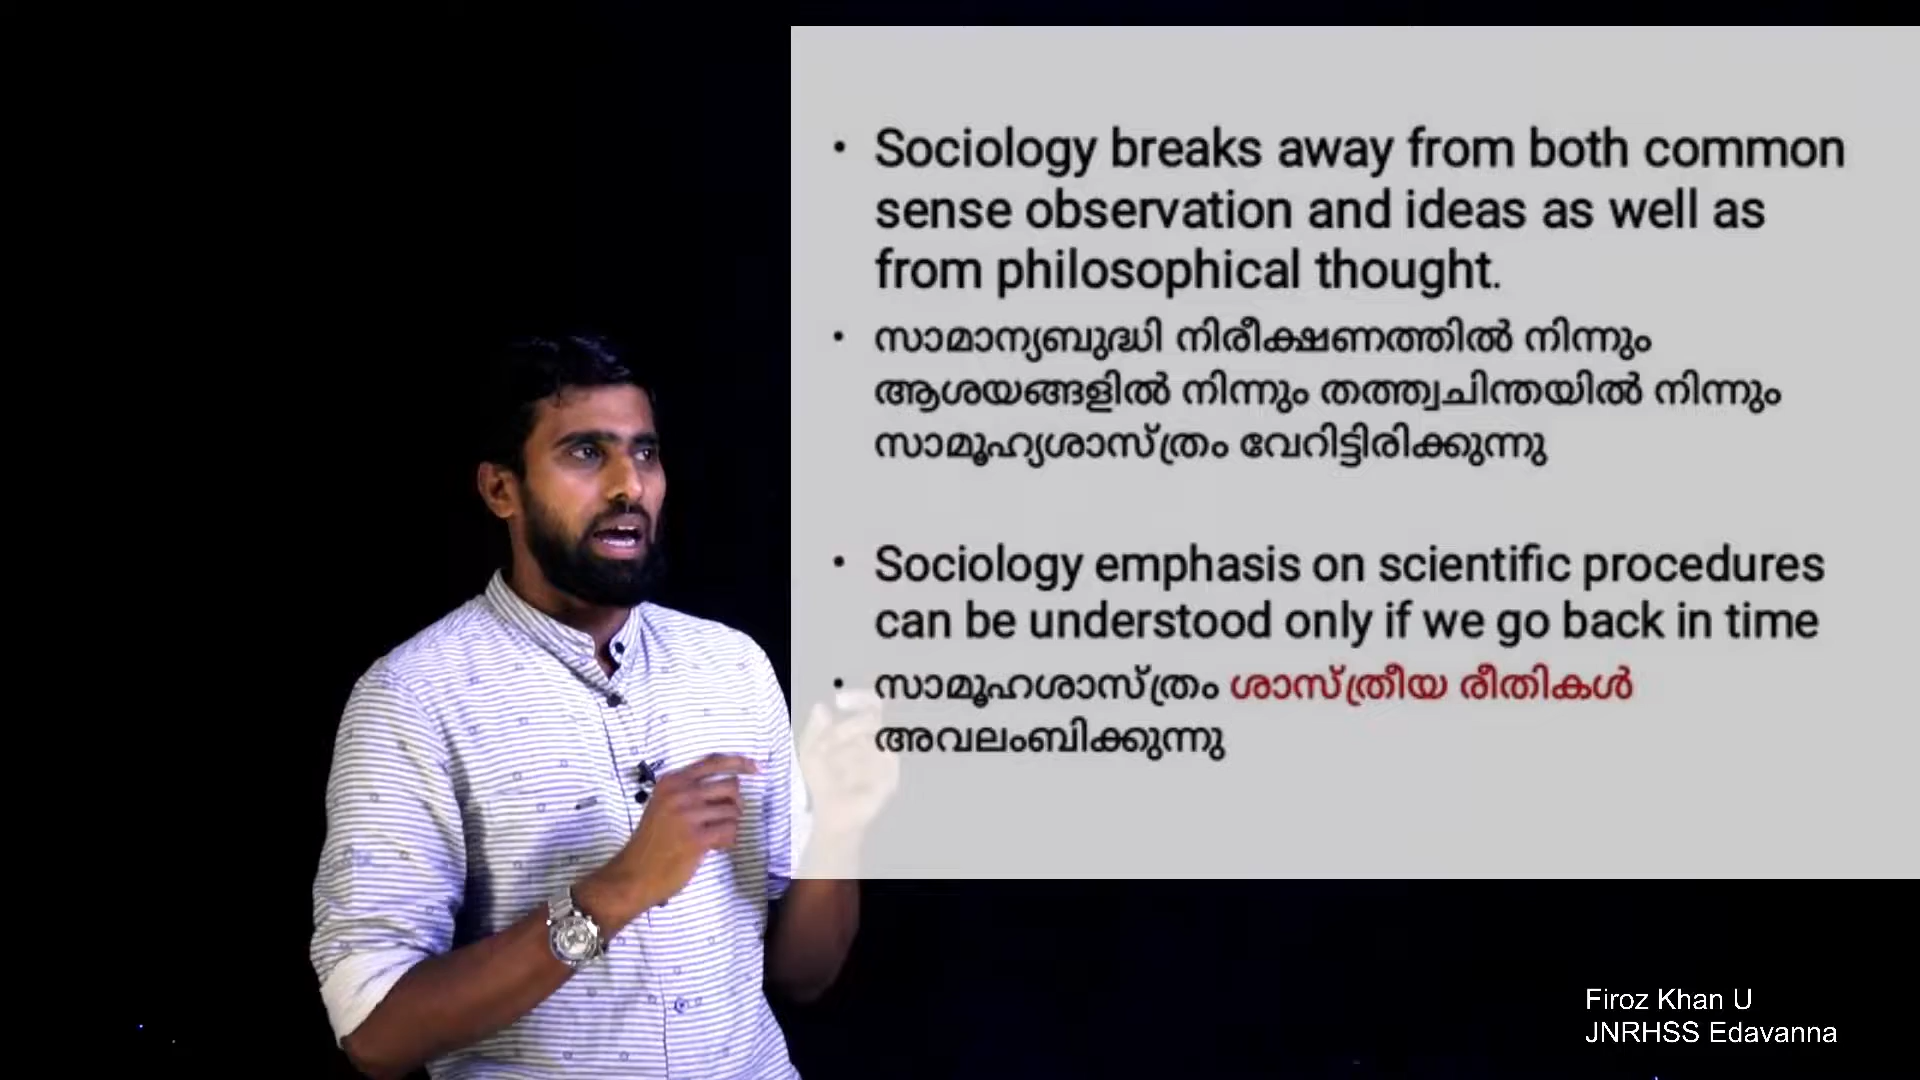 • Sociology breaks away from both common
sense observation and ideas as well as
from philosophical thought.
• സാമാന്യബുദ്ധി നിരീക്ഷണത്തിൽ നിന്നും
ആശയങ്ങളിൽ നിന്നും തത്ത്വചിന്തയിൽ നിന്നും
സാമൂഹ്യശാസ്ത്രം വേറിട്ടിരിക്കുന്നു
• Sociology emphasis on scientific procedures
can be understood only if we go back in time
• സാമൂഹശാസ്ത്രം ശാസ്ത്രീയ രീതികൾ
അവലംബിക്കുന്നു
Firoz Khan U
JNRHSS Edavanna